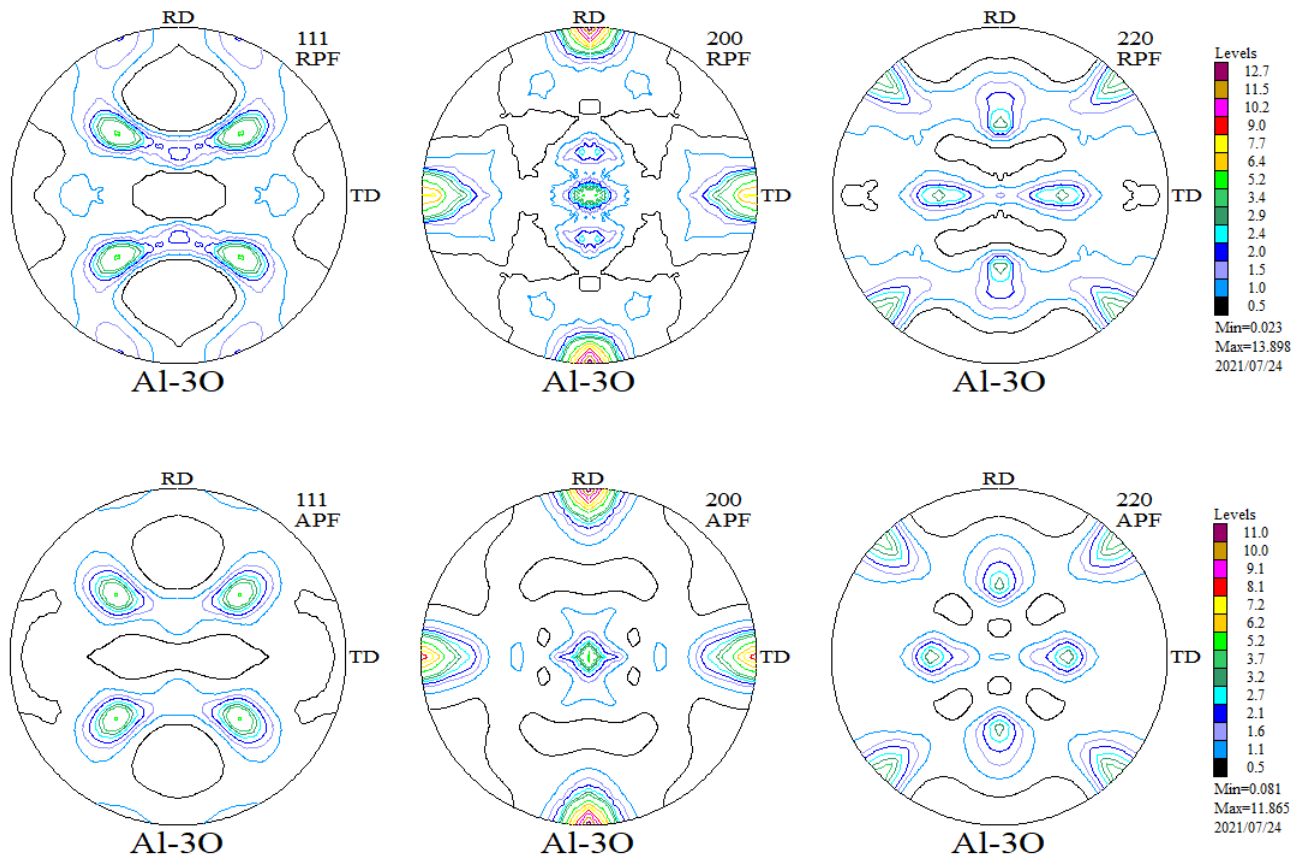 RD
111
RPF
TD
Al-3O
RD
200
RPF
TD
Al-3O
RD
220
RPF
TD
Al-3O
Levels
12.7
11.5
10.2
9.0
7.7
6.4
5.2
3.4
2.9
2.4
2.0
1.5
1.0
0.5
Min=0.023
Max=13.898
2021/07/24
RD
111
APF
TD
Al-3O
RD
200
APF
TD
Al-3O
RD
220
APF
TD
Al-3O
Levels
11.0
10.0
9.1
8.1
7.2
6.2
5.2
3.7
3.2
2.7
2.1
1.6
1.1
0.5
Min=0.081
Max=11.865
2021/07/24